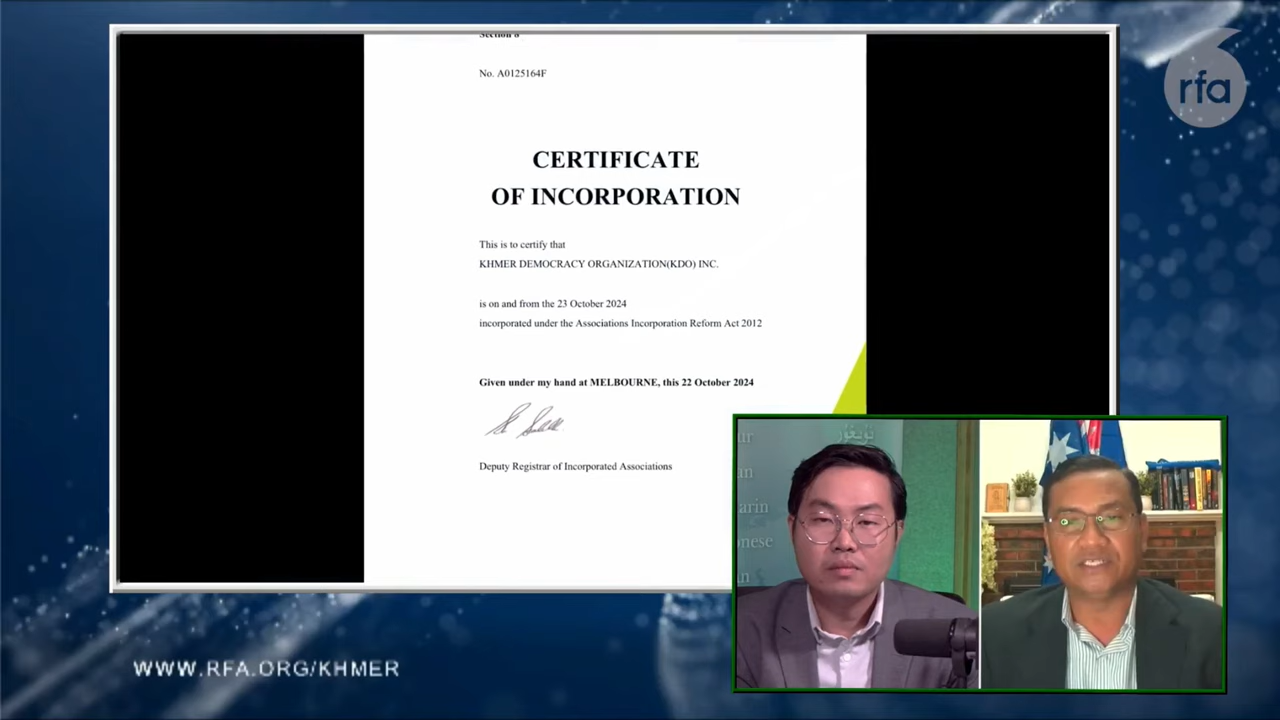 Section 8
No. A0125164F
rfa
CERTIFICATE
OF INCORPORATION
This is to certify that
KHMER DEMOCRACY ORGANIZATION(KDO) INC.
is on and from the 23 October 2024
incorporated under the Associations Incorporation Reform Act 2012
Given under my hand at MELBOURNE, this 22 October 2024
Deputy Registrar of Incorporated Associations
WWW.RFA.ORG/KHMER